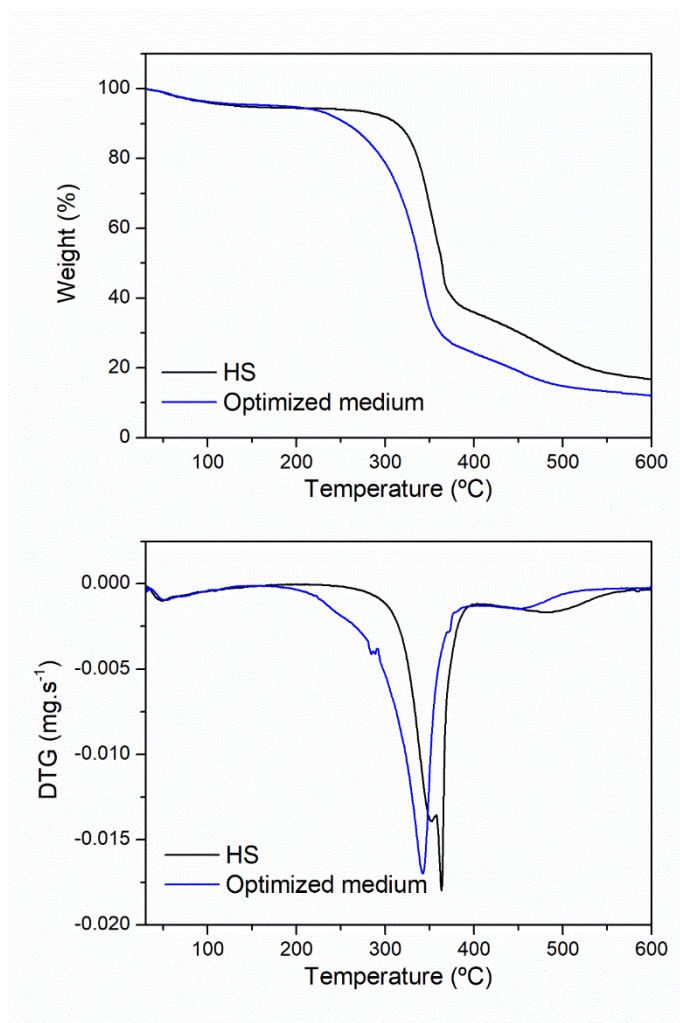 100
80
60
40
20
0
Weight (%)
HS
Optimized medium
100 200 300 400 500 600
Temperature (ºC)
0.000
-0.005
-0.010
-0.015
-0.020
DTG (mg.s-1)
HS
Optimized medium
100 200 300 400 500 600
Temperature (ºC)